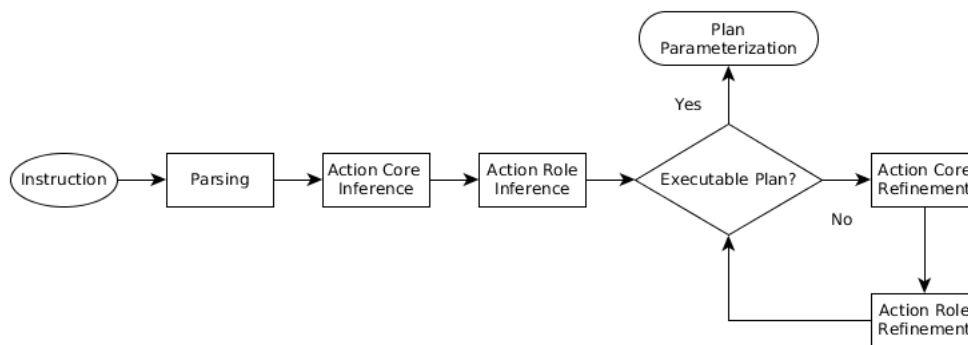 Plan
Parameterization
Yes
Instruction
Parsing
Action Core
Inference
Action Role
Inference
Executable Plan?
No
Action Core
Refinement
Action Role
Refinement